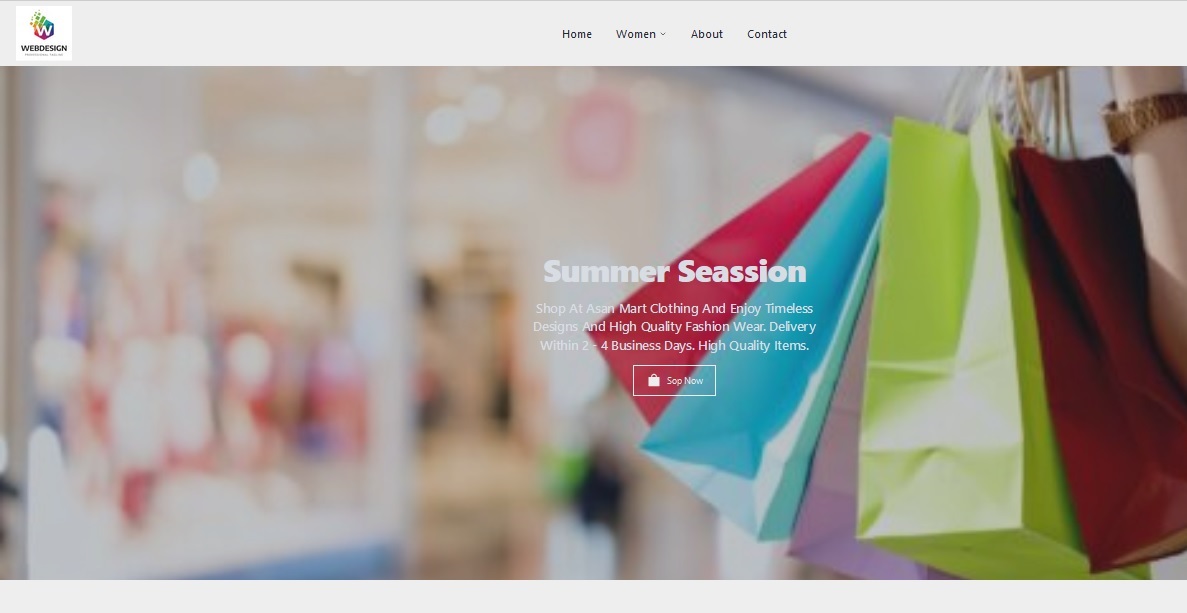 WEBDESIGN
Home Women About Contact
Summer Seassion
Shop At Asan Mart Clothing And Enjoy Timeless
Designs And High Quality Fashion Wear. Delivery
Within 2 - 4 Business Days. High Quality Items.
Sop Now